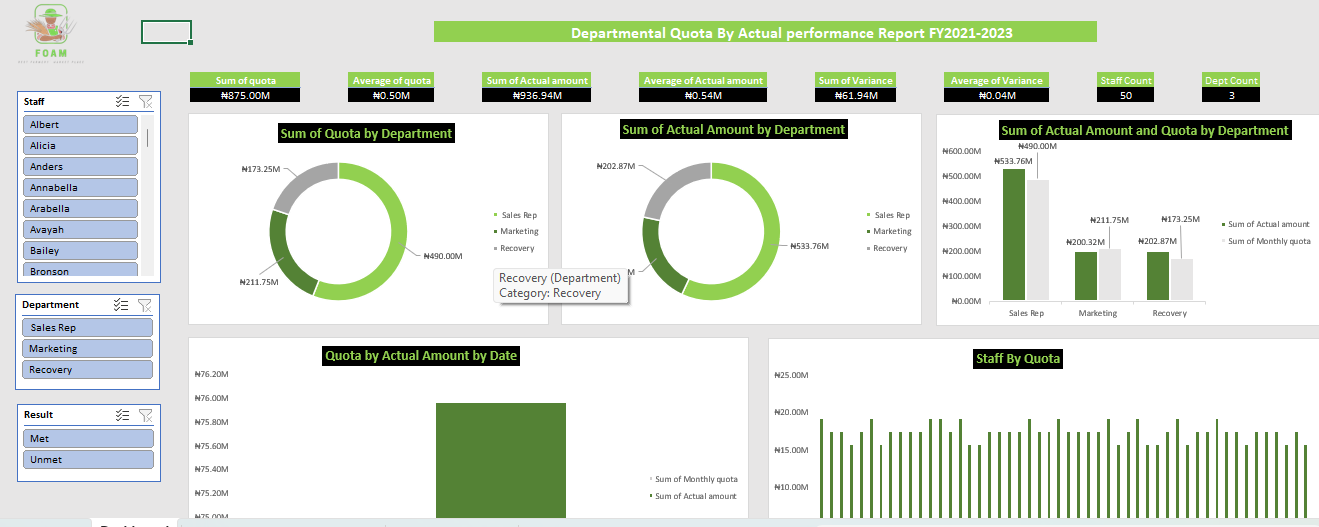 FOAM
Departmental Quota By Actual performance Report FY2021-2023
Sum of quota
₦875.00M
Average of quota
₦0.50M
Sum of Actual amount
₦936.94M
Average of Actual amount
₦0.54M
Sum of Variance
₦61.94M
Average of Variance
₦0.04M
Staff Count
50
Dept Count
3
Staff
Albert
Alicia
Anders
Annabella
Arabella
Avayah
Bailey
Bronson
Department
Sales Rep
Marketing
Recovery
Result
Met
Unmet
Sum of Quota by Department
₦173.25M
₦211.75M
₦490.00M
Sales Rep
Marketing
Recovery
Recovery (Department)
Category: Recovery
Sum of Actual Amount by Department
₦202.87M
M
₦533.76M
Sales Rep
Marketing
Recovery
Sum of Actual Amount and Quota by Department
₦600.00M
₦500.00M
₦400.00M
₦300.00M
₦200.00M
₦100.00M
₦0.00M
₦533.76M
₦490.00M
₦200.32M
₦211.75M
₦202.87M
₦173.25M
Sales Rep
Marketing
Recovery
Sum of Actual amount
Sum of Monthly quota
Quota by Actual Amount by Date
₦76.20M
₦76.00M
₦75.80M
₦75.60M
₦75.40M
₦75.20M
₦75.00M
Sum of Monthly quota
Sum of Actual amount
Staff By Quota
₦25.00M
₦20.00M
₦15.00M
₦10.00M